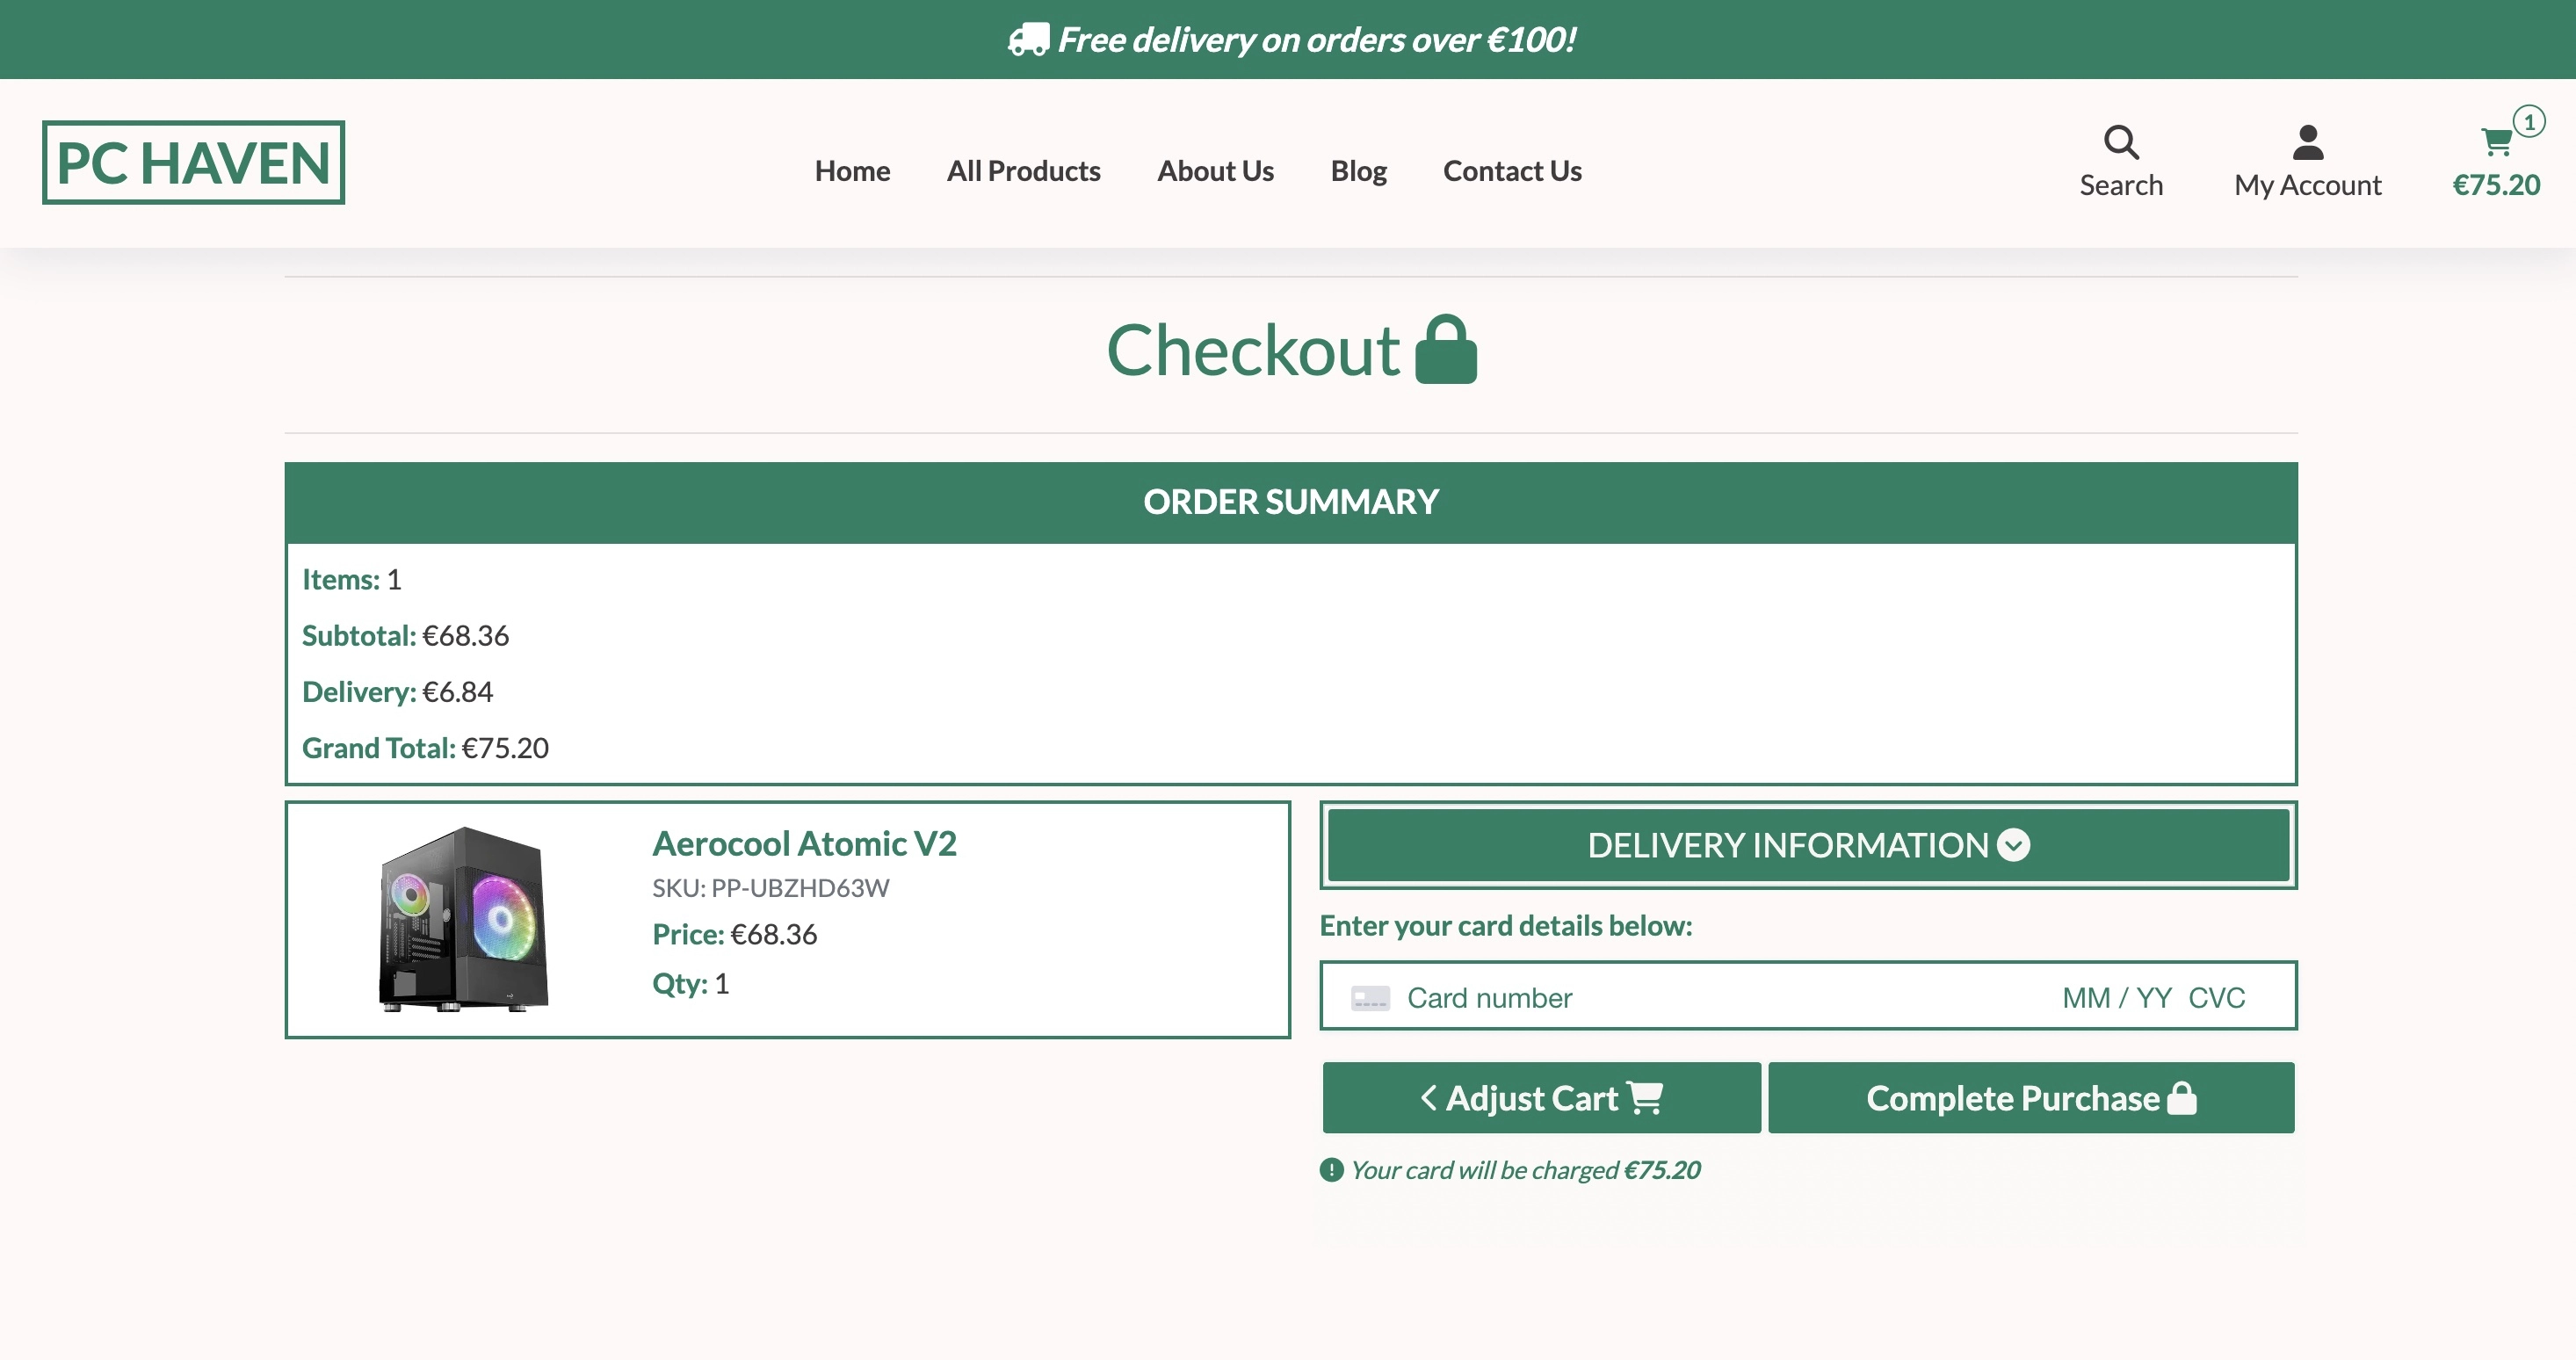 Free delivery on orders over €100!
PC HAVEN
Home
All Products
About Us
Blog
Contact Us
Search
My Account
1
€75.20
Checkout
ORDER SUMMARY
Items: 1
Subtotal: €68.36
Delivery: €6.84
Grand Total: €75.20
Aerocool Atomic V2
SKU: PP-UBZHD63W
Price: €68.36
Qty: 1
DELIVERY INFORMATION
Enter your card details below:
Card number MM / YY CVC
Adjust Cart
Complete Purchase
Your card will be charged €75.20